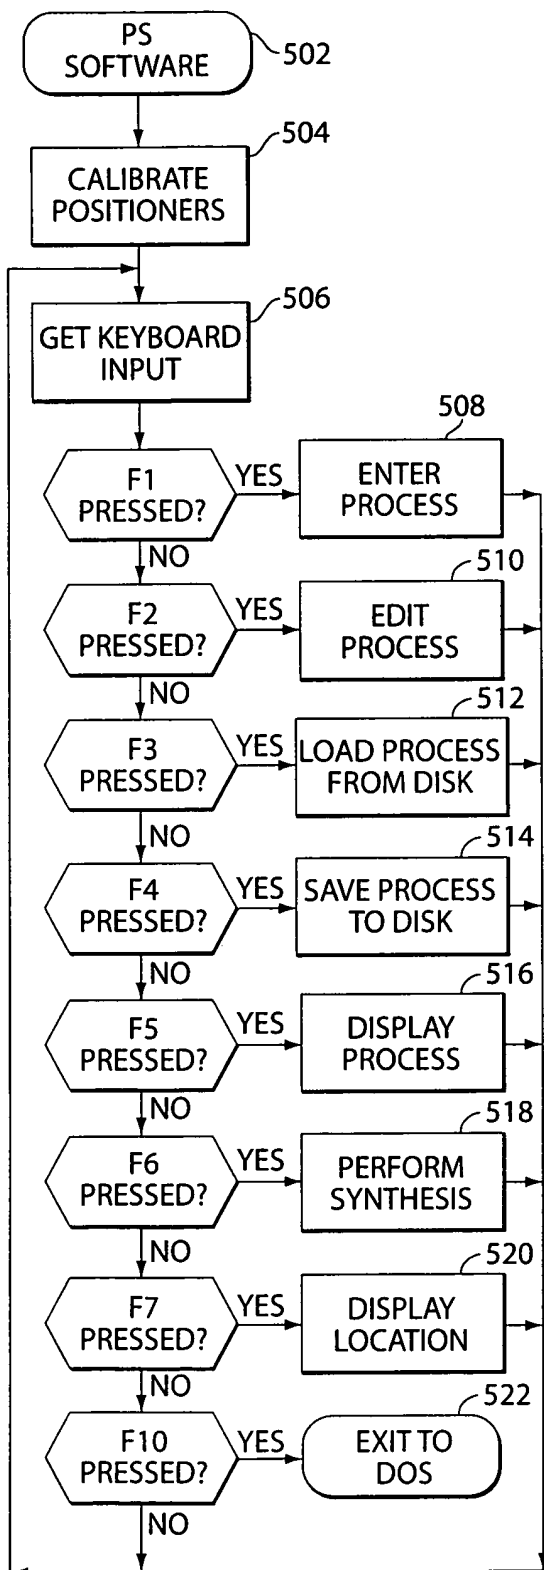 PS
SOFTWARE
502
504
CALIBRATE
POSITIONERS
506
GET KEYBOARD
INPUT
508
F1
PRESSED?
YES
ENTER
PROCESS
NO
510
F2
PRESSED?
YES
EDIT
PROCESS
NO
512
F3
PRESSED?
YES
LOAD PROCESS
FROM DISK
NO
514
F4
PRESSED?
YES
SAVE PROCESS
TO DISK
NO
516
F5
PRESSED?
YES
DISPLAY
PROCESS
NO
518
F6
PRESSED?
YES
PERFORM
SYNTHESIS
NO
520
F7
PRESSED?
YES
DISPLAY
LOCATION
NO
522
F10
PRESSED?
YES
EXIT TO
DOS
NO